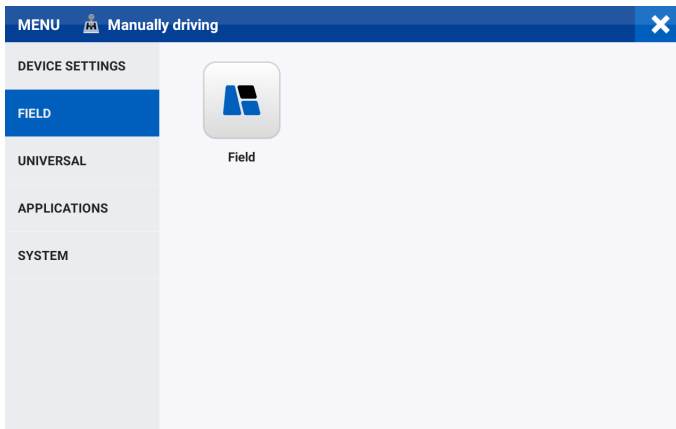 MENU Manually driving
DEVICE SETTINGS
FIELD
UNIVERSAL
Field
APPLICATIONS
SYSTEM